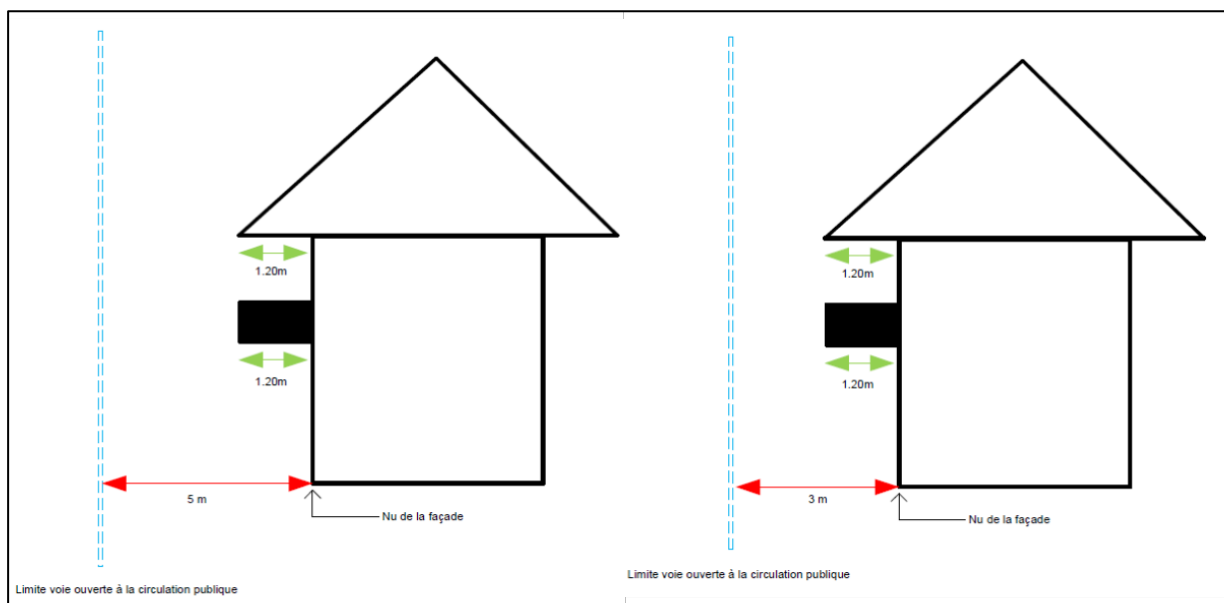 1.20m
1.20m
5 m
Nu de la façade
Limite voie ouverte à la circulation publique
1.20m
1.20m
3 m
Nu de la façade
Limite voie ouverte à la circulation publique